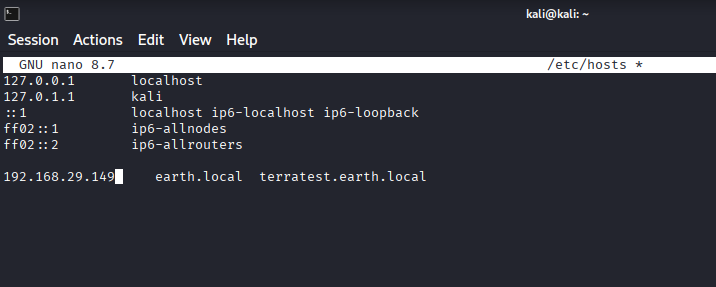 kali@kali: ~
Session Actions Edit View Help
GNU nano 8.7 /etc/hosts *
127.0.0.1 localhost
127.0.1.1 kali
::1 localhost ip6-localhost ip6-loopback
ff02::1 ip6-allnodes
ff02::2 ip6-allrouters
192.168.29.149 earth.local terratest.earth.local